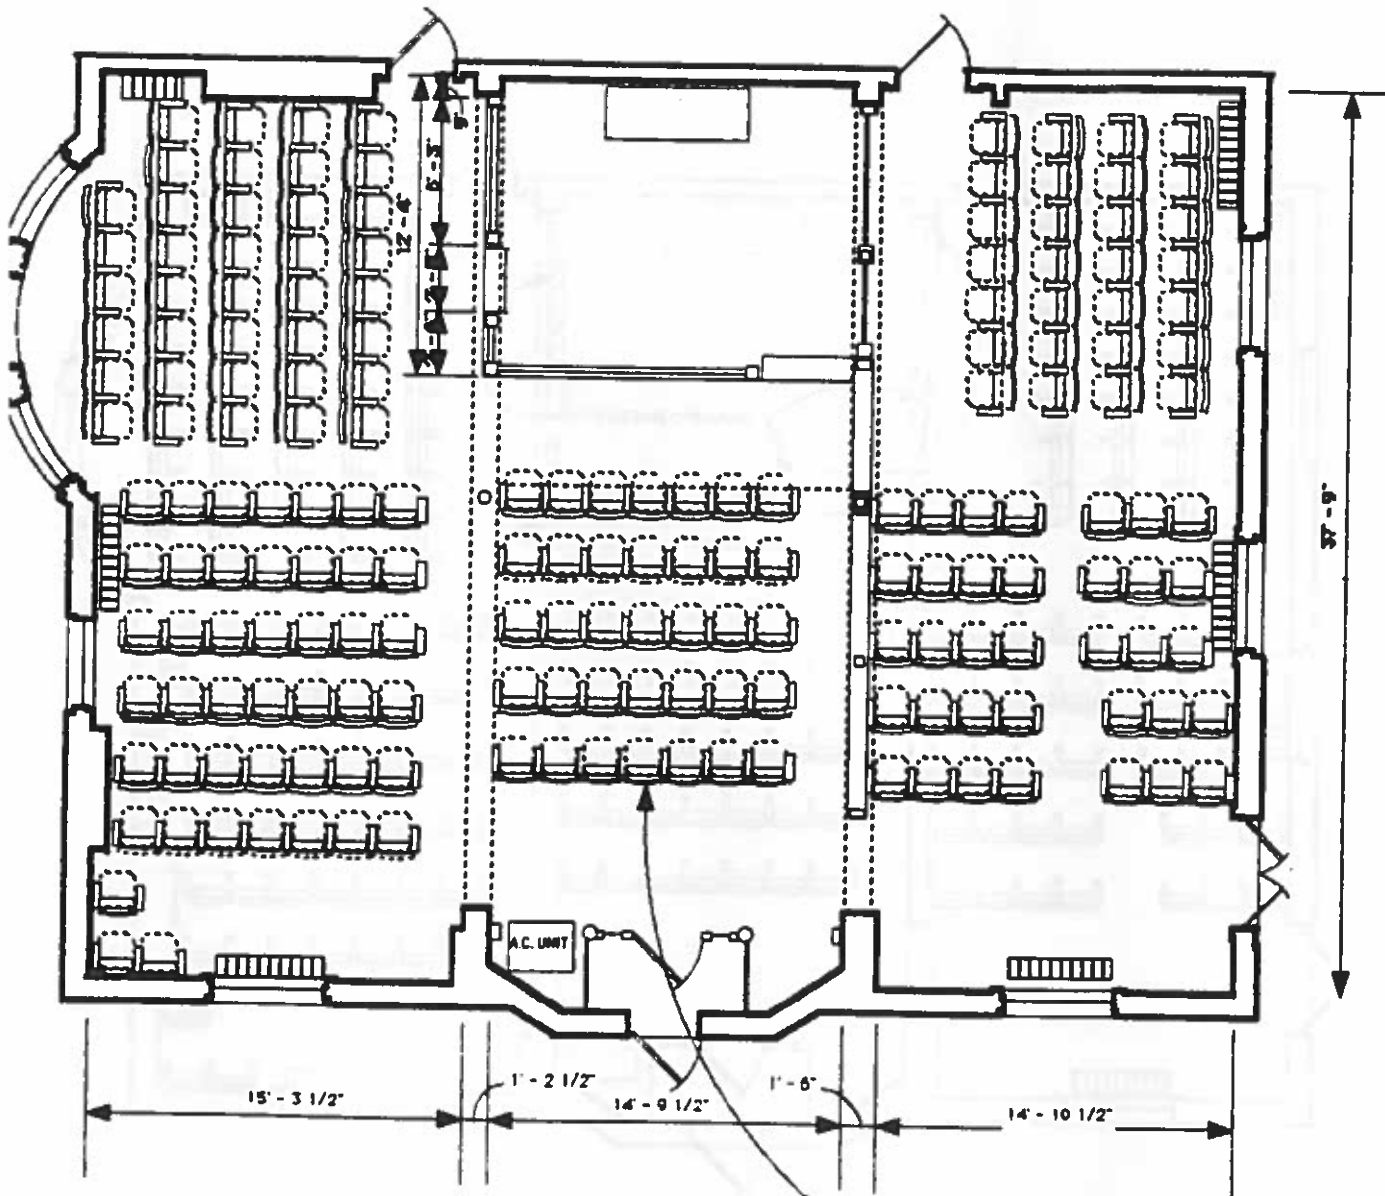 9"
6' - 3"
12' - 4"
37' - 9"
A.C. UNIT
15' - 3 1/2"
1' - 2 1/2"
14' - 9 1/2"
1' - 6"
14' - 10 1/2"